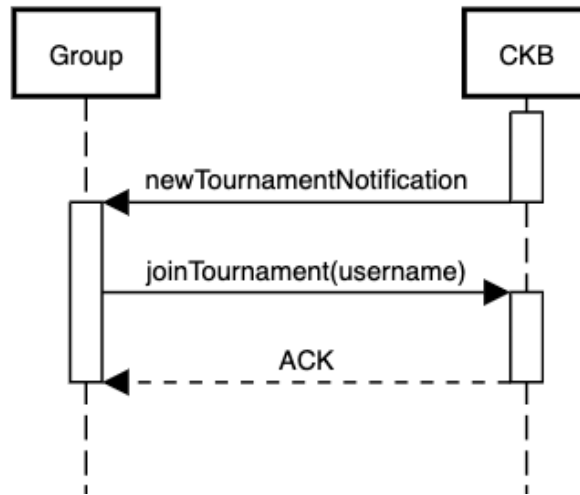 Group
CKB
newTournamentNotification
joinTournament(username)
ACK